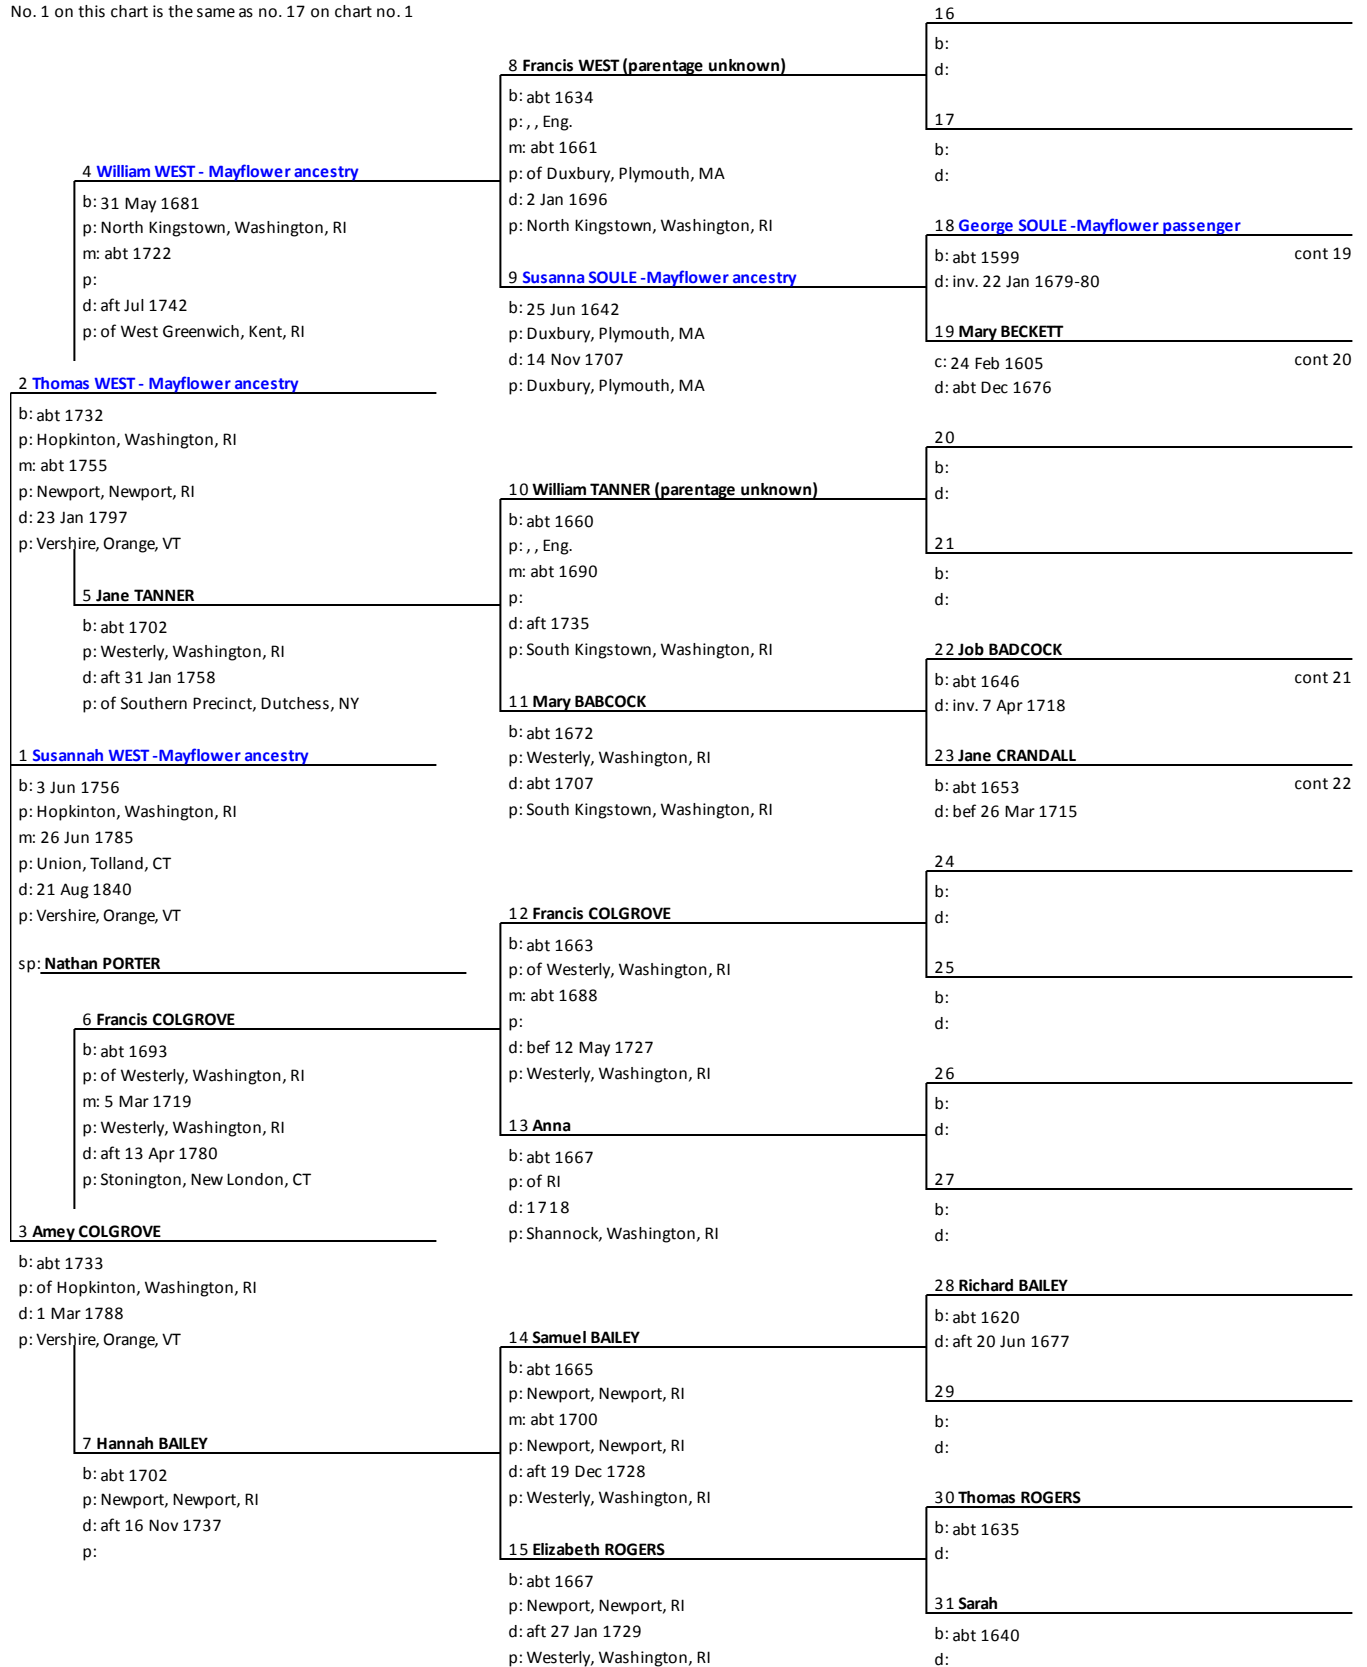 No. 1 on this chart is the same as no. 17 on chart no. 1
4 William WEST - Mayflower ancestry
b: 31 May 1681
p: North Kingstown, Washington, RI
m: abt 1722
p:
d: aft Jul 1742
p: of West Greenwich, Kent, RI
2 Thomas WEST - Mayflower ancestry
b: abt 1732
p: Hopkinton, Washington, RI
m: abt 1755
p: Newport, Newport, RI
d: 23 Jan 1797
p: Vershire, Orange, VT
5 Jane TANNER
b: abt 1702
p: Westerly, Washington, RI
d: aft 31 Jan 1758
p: of Southern Precinct, Dutchess, NY
1 Susannah WEST -Mayflower ancestry
b: 3 Jun 1756
p: Hopkinton, Washington, RI
m: 26 Jun 1785
p: Union, Tolland, CT
d: 21 Aug 1840
p: Vershire, Orange, VT
sp: Nathan PORTER
6 Francis COLGROVE
b: abt 1693
p: of Westerly, Washington, RI
m: 5 Mar 1719
p: Westerly, Washington, RI
d: aft 13 Apr 1780
p: Stonington, New London, CT
3 Amey COLGROVE
b: abt 1733
p: of Hopkinton, Washington, RI
d: 1 Mar 1788
p: Vershire, Orange, VT
7 Hannah BAILEY
b: abt 1702
p: Newport, Newport, RI
d: aft 16 Nov 1737
p:
8 Francis WEST (parentage unknown)
b: abt 1634
p: , , Eng.
m: abt 1661
p: of Duxbury, Plymouth, MA
d: 2 Jan 1696
p: North Kingstown, Washington, RI
9 Susanna SOULE -Mayflower ancestry
b: 25 Jun 1642
p: Duxbury, Plymouth, MA
d: 14 Nov 1707
p: Duxbury, Plymouth, MA
10 William TANNER (parentage unknown)
b: abt 1660
p: , , Eng.
m: abt 1690
p:
d: aft 1735
p: South Kingstown, Washington, RI
11 Mary BABCOCK
b: abt 1672
p: Westerly, Washington, RI
d: abt 1707
p: South Kingstown, Washington, RI
12 Francis COLGROVE
b: abt 1663
p: of Westerly, Washington, RI
m: abt 1688
p:
d: bef 12 May 1727
p: Westerly, Washington, RI
13 Anna
b: abt 1667
p: of RI
d: 1718
p: Shannock, Washington, RI
14 Samuel BAILEY
b: abt 1665
p: Newport, Newport, RI
m: abt 1700
p: Newport, Newport, RI
d: aft 19 Dec 1728
p: Westerly, Washington, RI
15 Elizabeth ROGERS
b: abt 1667
p: Newport, Newport, RI
d: aft 27 Jan 1729
p: Westerly, Washington, RI
16
b:
d:
17
b:
d:
18 George SOULE -Mayflower passenger
b: abt 1599 cont 19
d: inv. 22 Jan 1679-80
19 Mary BECKETT
c: 24 Feb 1605 cont 20
d: abt Dec 1676
20
b:
d:
21
b:
d:
22 Job BADCOCK
b: abt 1646 cont 21
d: inv. 7 Apr 1718
23 Jane CRANDALL
b: abt 1653 cont 22
d: bef 26 Mar 1715
24
b:
d:
25
b:
d:
26
b:
d:
27
b:
d:
28 Richard BAILEY
b: abt 1620
d: aft 20 Jun 1677
29
b:
d:
30 Thomas ROGERS
b: abt 1635
d:
31 Sarah
b: abt 1640
d: